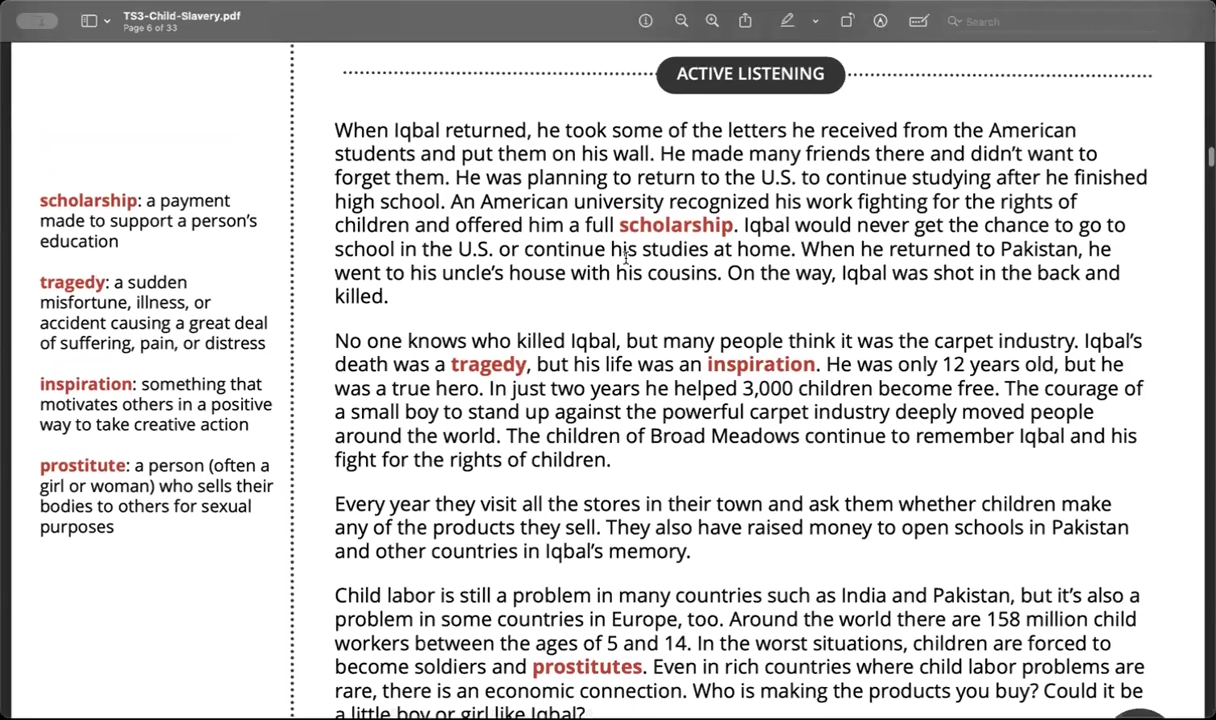 TS3-Child-Slavery.pdf
Page 6 of 33
Search
ACTIVE LISTENING
scholarship: a payment
made to support a person's
education
tragedy: a sudden
misfortune, illness, or
accident causing a great deal
of suffering, pain, or distress
inspiration: something that
motivates others in a positive
way to take creative action
prostitute: a person (often a
girl or woman) who sells their
bodies to others for sexual
purposes
When Iqbal returned, he took some of the letters he received from the American
students and put them on his wall. He made many friends there and didn't want to
forget them. He was planning to return to the U.S. to continue studying after he finished
high school. An American university recognized his work fighting for the rights of
children and offered him a full scholarship. Iqbal would never get the chance to go to
school in the U.S. or continue his studies at home. When he returned to Pakistan, he
went to his uncle's house with his cousins. On the way, Iqbal was shot in the back and
killed.
No one knows who killed Iqbal, but many people think it was the carpet industry. Iqbal's
death was a tragedy, but his life was an inspiration. He was only 12 years old, but he
was a true hero. In just two years he helped 3,000 children become free. The courage of
a small boy to stand up against the powerful carpet industry deeply moved people
around the world. The children of Broad Meadows continue to remember Iqbal and his
fight for the rights of children.
Every year they visit all the stores in their town and ask them whether children make
any of the products they sell. They also have raised money to open schools in Pakistan
and other countries in Iqbal's memory.
Child labor is still a problem in many countries such as India and Pakistan, but it's also a
problem in some countries in Europe, too. Around the world there are 158 million child
workers between the ages of 5 and 14. In the worst situations, children are forced to
become soldiers and prostitutes. Even in rich countries where child labor problems are
rare, there is an economic connection. Who is making the products you buy? Could it be
a little boy or girl like Iqbal?